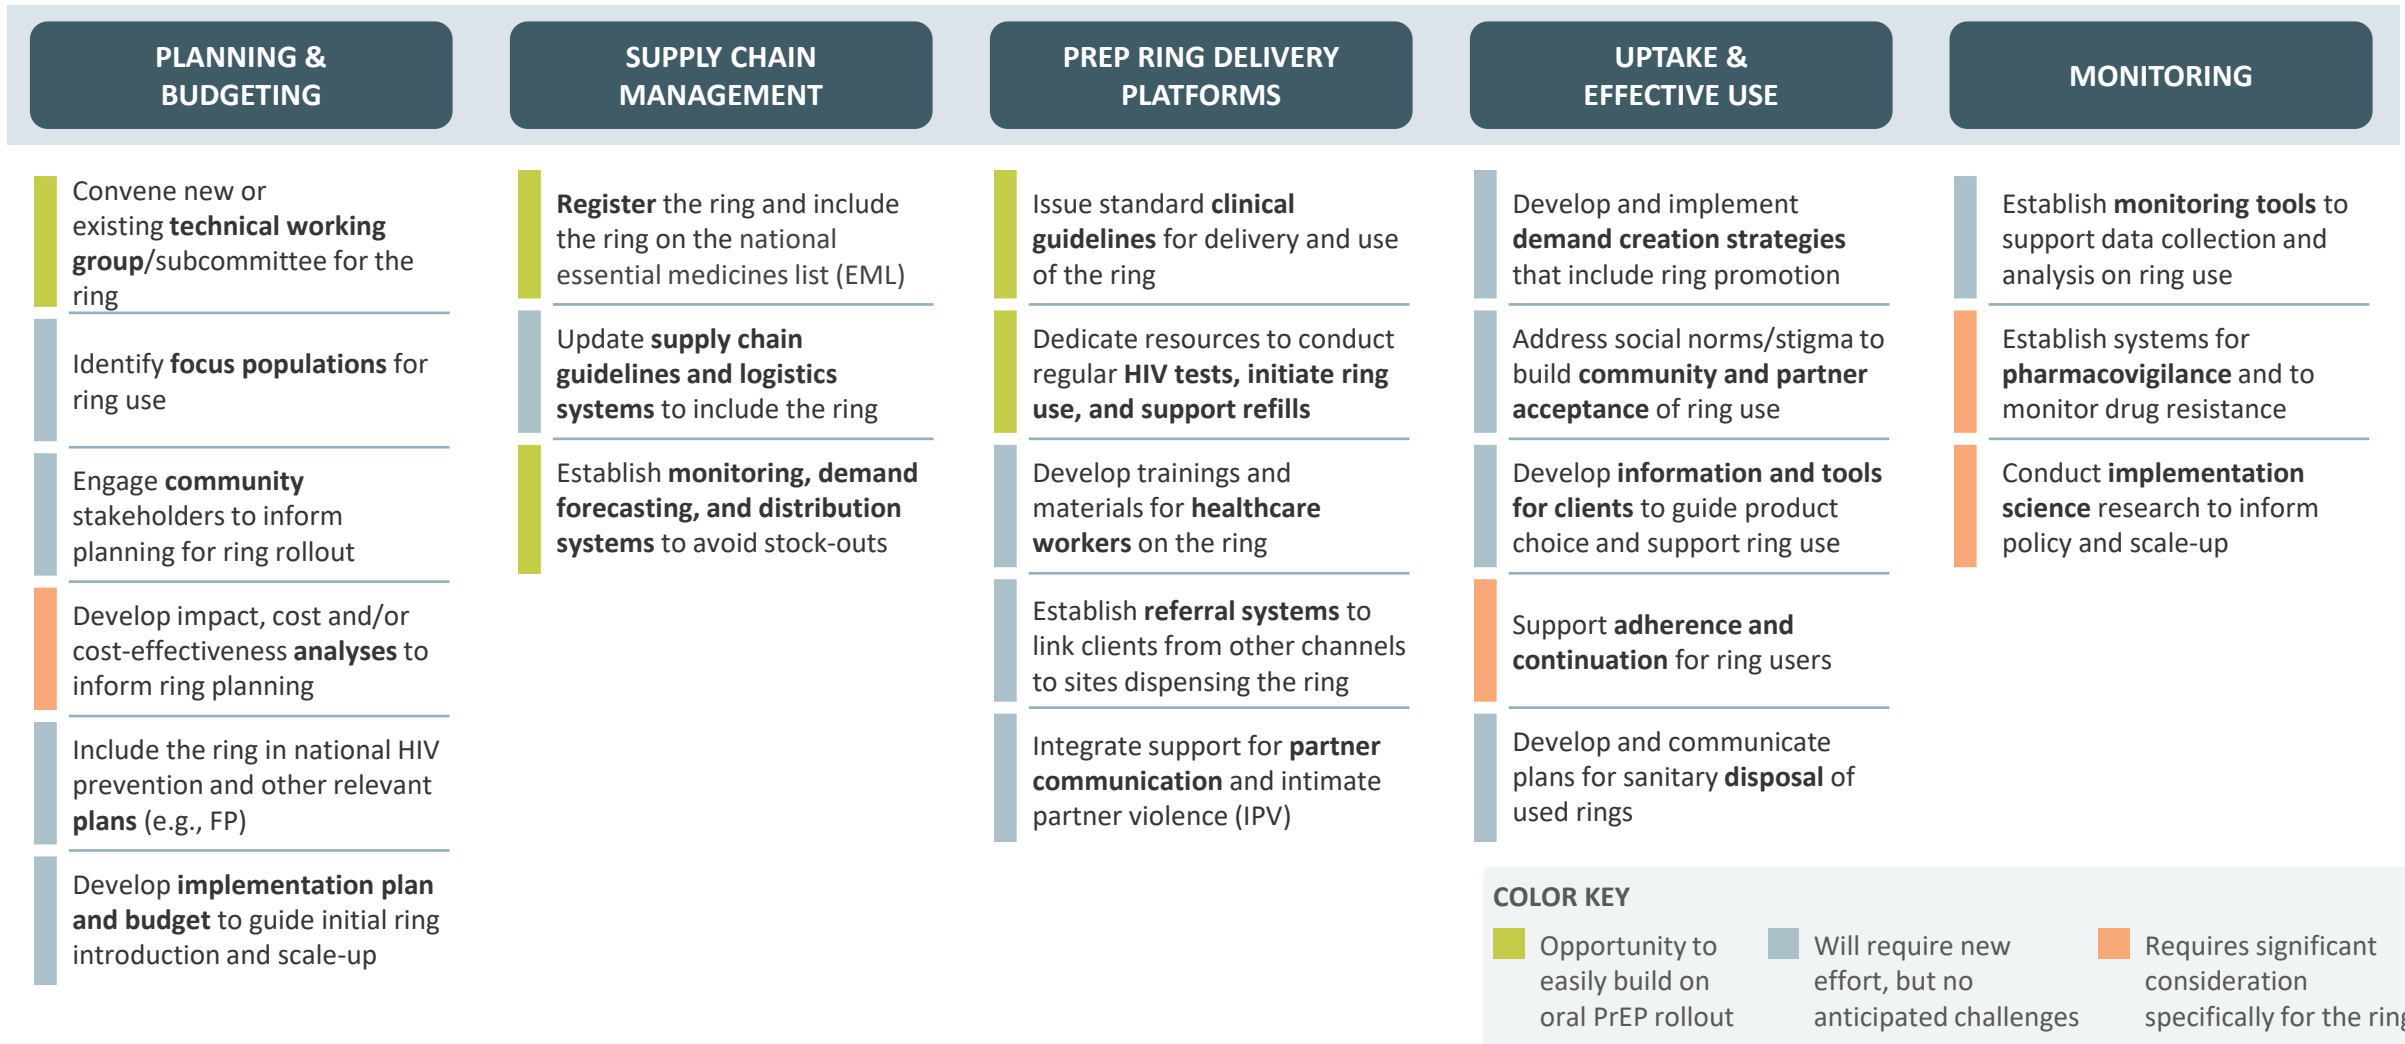 PLANNING &
BUDGETING
SUPPLY CHAIN
MANAGEMENT
PREP RING DELIVERY
PLATFORMS
UPTAKE &
EFFECTIVE USE
MONITORING
Convene new or
existing technical working
group/subcommittee for the
ring
Identify focus populations for
ring use
Engage community
stakeholders to inform
planning for ring rollout
Develop impact, cost and/or
cost-effectiveness analyses to
inform ring planning
Include the ring in national HIV
prevention and other relevant
plans (e.g., FP)
Develop implementation plan
and budget to guide initial ring
introduction and scale-up
Register the ring and include
the ring on the national
essential medicines list (EML)
Update supply chain
guidelines and logistics
systems to include the ring
Establish monitoring, demand
forecasting, and distribution
systems to avoid stock-outs
Issue standard clinical
guidelines for delivery and use
of the ring
Dedicate resources to conduct
regular HIV tests, initiate ring
use, and support refills
Develop trainings and
materials for healthcare
workers on the ring
Establish referral systems to
link clients from other channels
to sites dispensing the ring
Integrate support for partner
communication and intimate
partner violence (IPV)
Develop and implement
demand creation strategies
that include ring promotion
Address social norms/stigma to
build community and partner
acceptance of ring use
Develop information and tools
for clients to guide product
choice and support ring use
Support adherence and
continuation for ring users
Develop and communicate
plans for sanitary disposal of
used rings
Establish monitoring tools to
support data collection and
analysis on ring use
Establish systems for
pharmacovigilance and to
monitor drug resistance
Conduct implementation
science research to inform
policy and scale-up
COLOR KEY
Opportunity to
easily build on
oral PrEP rollout
Will require new
effort, but no
anticipated challenges
Requires significant
consideration
specifically for the ring